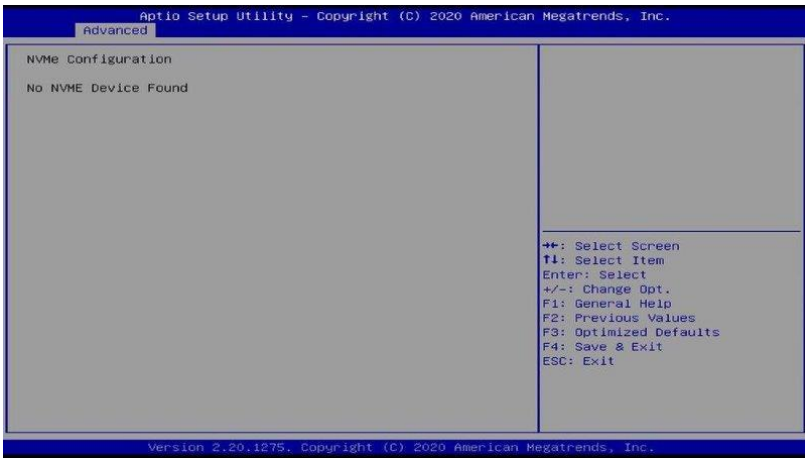 Aptio Setup Utility – Copyright (C) 2020 American Megatrends, Inc.
Advanced
NVMe Configuration
No NVME Device Found
→←: Select Screen
↑↓: Select Item
Enter: Select
+/-: Change Opt.
F1: General Help
F2: Previous Values
F3: Optimized Defaults
F4: Save & Exit
ESC: Exit
Version 2.20.1275. Copyright (C) 2020 American Megatrends, Inc.